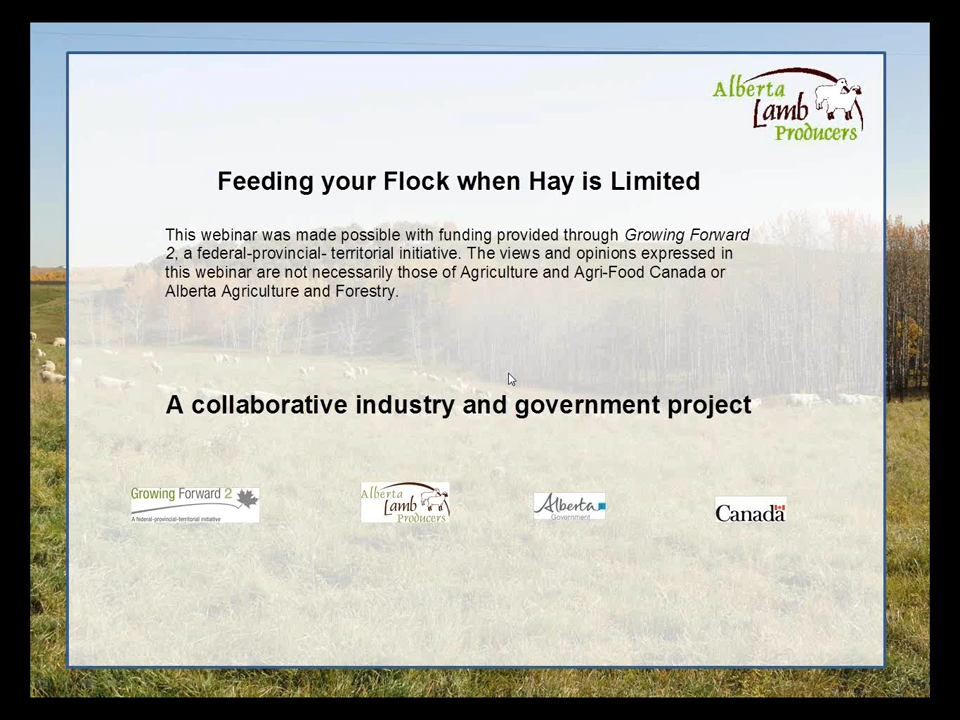 Alberta
Lamb
Producers
Feeding your Flock when Hay is Limited
This webinar was made possible with funding provided through Growing Forward
2, a federal-provincial- territorial initiative. The views and opinions expressed in
this webinar are not necessarily those of Agriculture and Agri-Food Canada or
Alberta Agriculture and Forestry.
A collaborative industry and government project
Growing Forward 2
A federal-provincial-territorial initiative
Alberta
Lamb
Producers
Alberta
Government
Canada